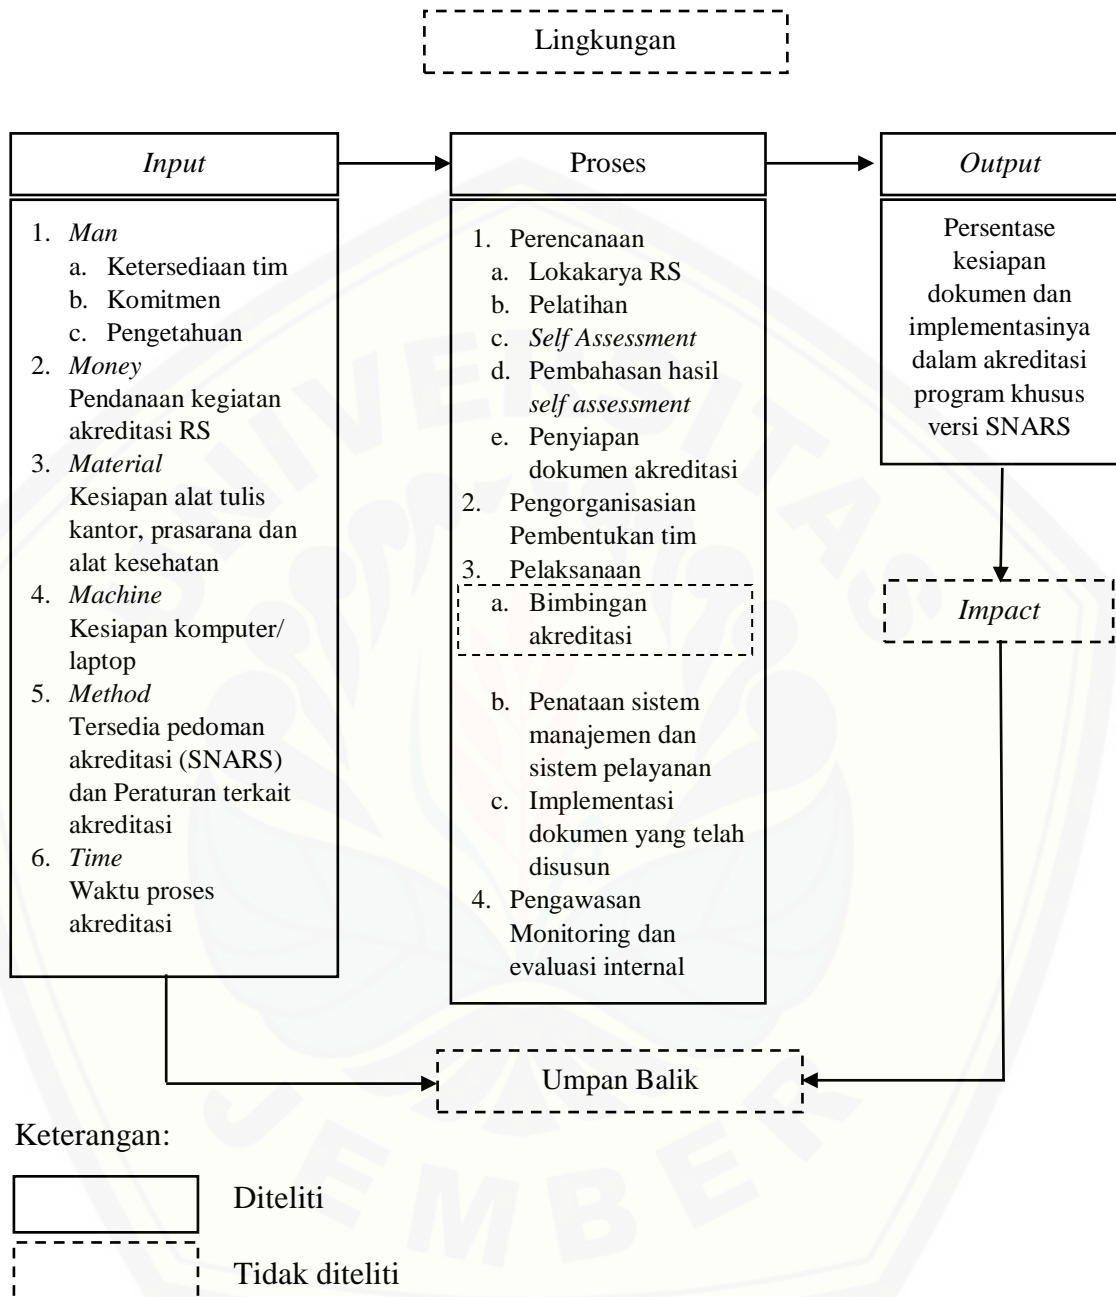 Lingkungan
Input
Proses
Output
1. Man
a. Ketersediaan tim
b. Komitmen
c. Pengetahuan
2. Money
Pendanaan kegiatan
akreditasi RS
3. Material
Kesiapan alat tulis
kantor, prasarana dan
alat kesehatan
4. Machine
Kesiapan komputer/
laptop
5. Method
Tersedia pedoman
akreditasi (SNARS)
dan Peraturan terkait
akreditasi
6. Time
Waktu proses
akreditasi
1. Perencanaan
a. Lokakarya RS
b. Pelatihan
c. Self Assessment
d. Pembahasan hasil
self assessment
e. Penyiapan
dokumen akreditasi
2. Pengorganisasian
Pembentukan tim
3. Pelaksanaan
a. Bimbingan
akreditasi
b. Penataan sistem
manajemen dan
sistem pelayanan
c. Implementasi
dokumen yang telah
disusun
4. Pengawasan
Monitoring dan
evaluasi internal
Persentase
kesiapan
dokumen dan
implementasinya
dalam akreditasi
program khusus
versi SNARS
Impact
Umpan Balik
Keterangan:
Diteliti
Tidak diteliti
UNIVERSITAS
JEMBER